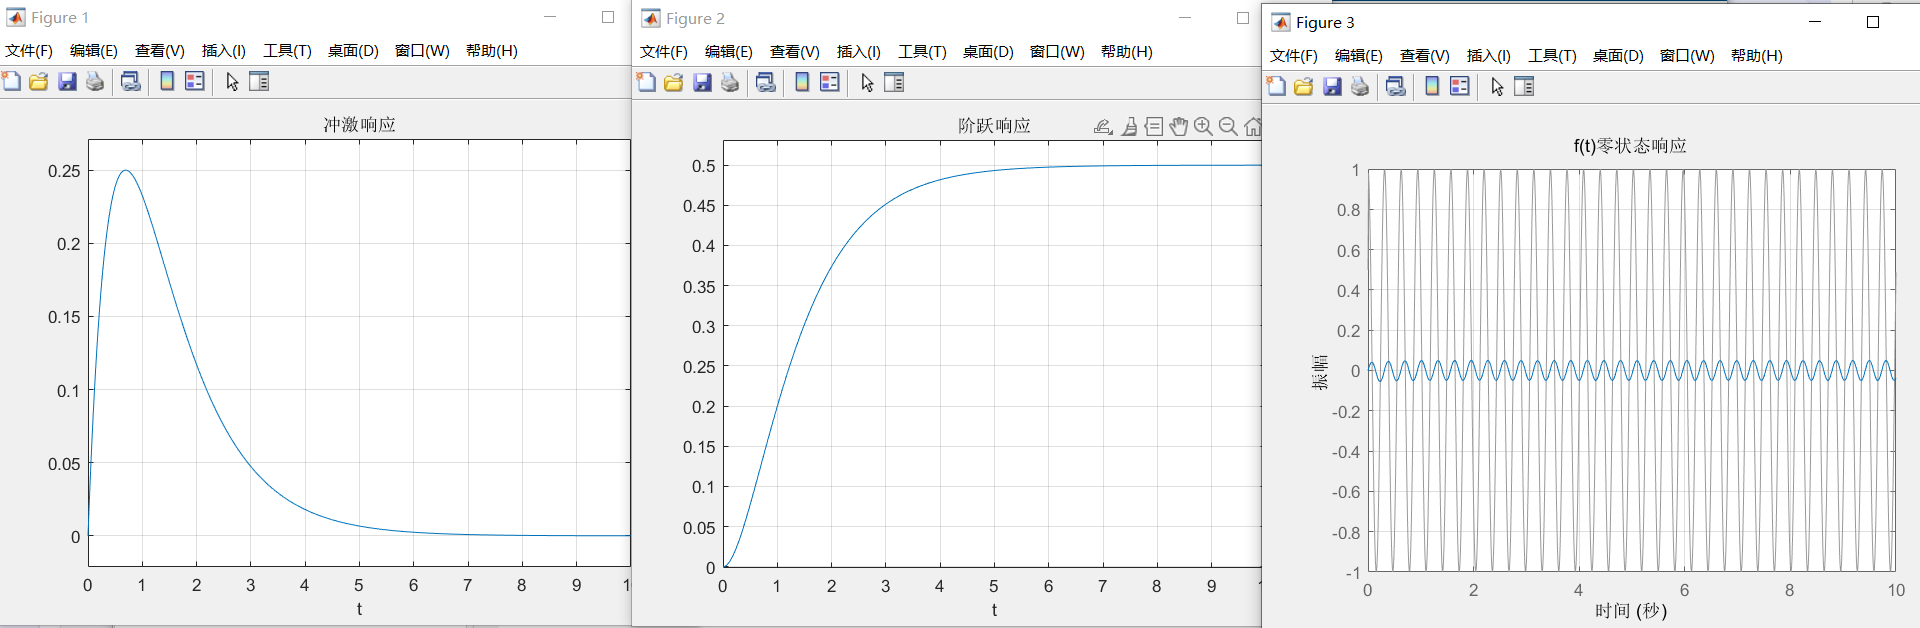 Figure 1
文件(F) 编辑(E) 查看(V) 插入(I) 工具(T) 桌面(D) 窗口(W) 帮助(H)
冲激响应
0.25
0.2
0.15
0.1
0.05
0
0 1 2 3 4 5 6 7 8 9 1
t
Figure 2
文件(F) 编辑(E) 查看(V) 插入(I) 工具(T) 桌面(D) 窗口(W) 帮助(H)
阶跃响应
0.5
0.45
0.4
0.35
0.3
0.25
0.2
0.15
0.1
0.05
0
0 1 2 3 4 5 6 7 8 9
t
Figure 3
文件(F) 编辑(E) 查看(V) 插入(I) 工具(T) 桌面(D) 窗口(W) 帮助(H)
f(t)零状态响应
1
0.8
0.6
0.4
0.2
0
-0.2
-0.4
-0.6
-0.8
-1
振幅
0 2 4 6 8 10
时间 (秒)